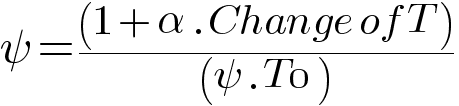 ψ = (1 + α . Change of T) / (ψ . To)